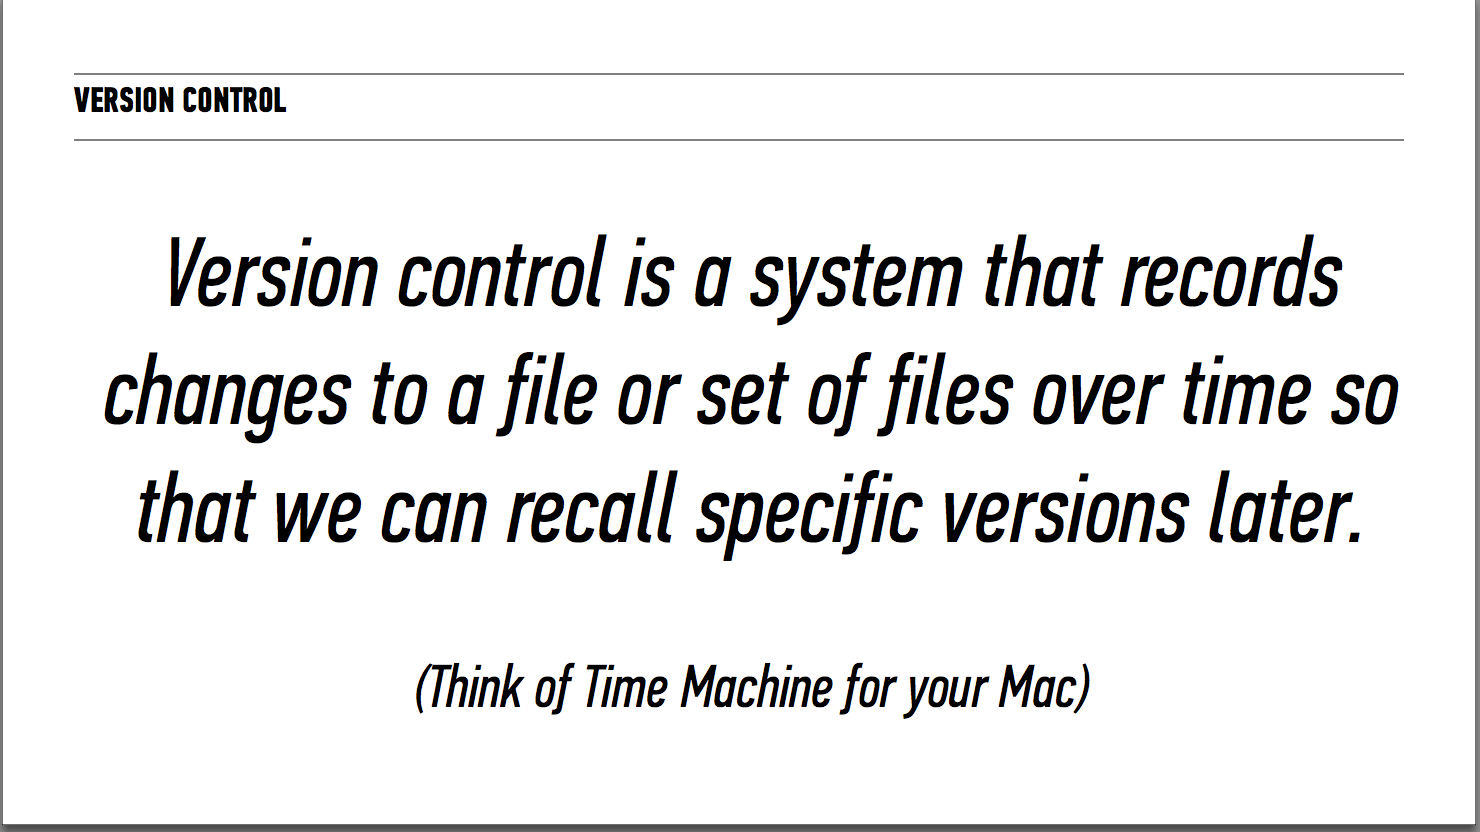 VERSION CONTROL
Version control is a system that records
changes to a file or set of files over time so
that we can recall specific versions later.
(Think of Time Machine for your Mac)